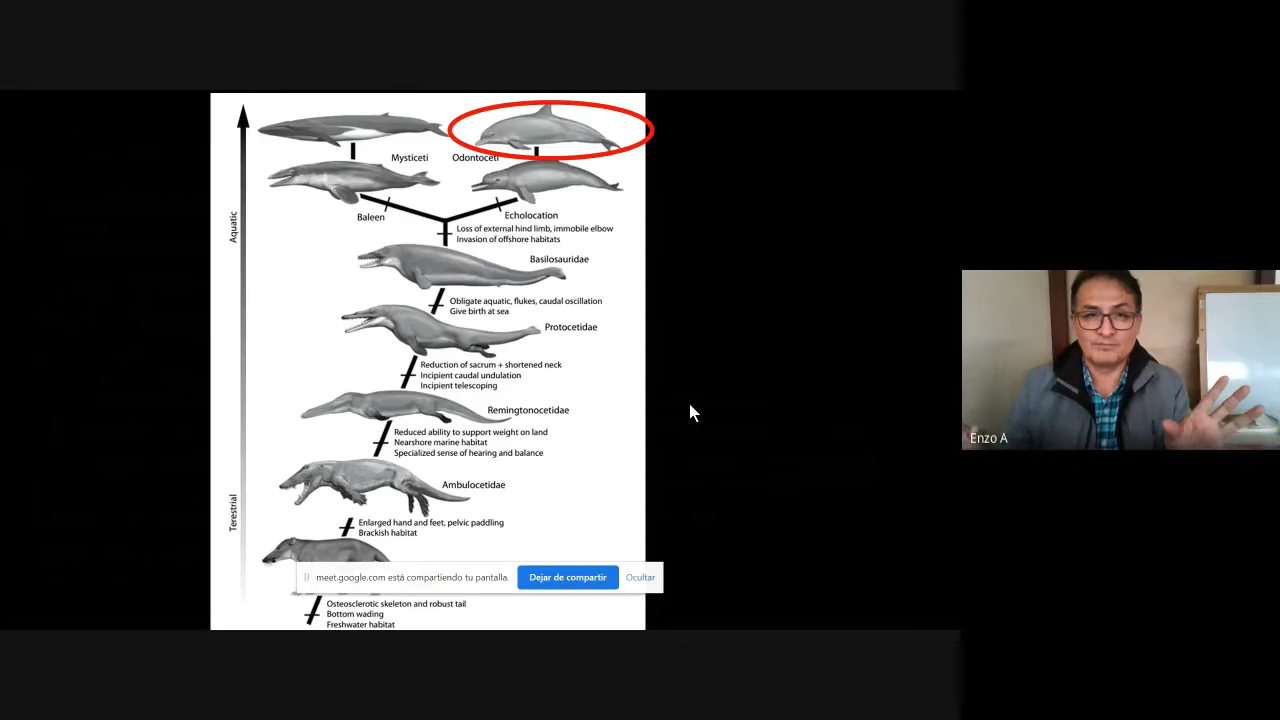 Mysticeti
Odontoceti
Baleen
Echolocation
Loss of external hind limb, immobile elbow
Invasion of offshore habitats
Aquatic
Basilosauridae
Obligate aquatic, flukes, caudal oscillation
Give birth at sea
Protocetidae
Reduction of sacrum + shortened neck
Incipient caudal undulation
Incipient telescoping
Remingtonocetidae
Reduced ability to support weight on land
Nearshore marine habitat
Specialized sense of hearing and balance
Ambulocetidae
Terestrial
Enlarged hand and feet, pelvic paddling
Brackish habitat
meet.google.com está compartiendo tu pantalla.
Dejar de compartir
Ocultar
Osteosclerotic skeleton and robust tail
Bottom wading
Freshwater habitat
Enzo A